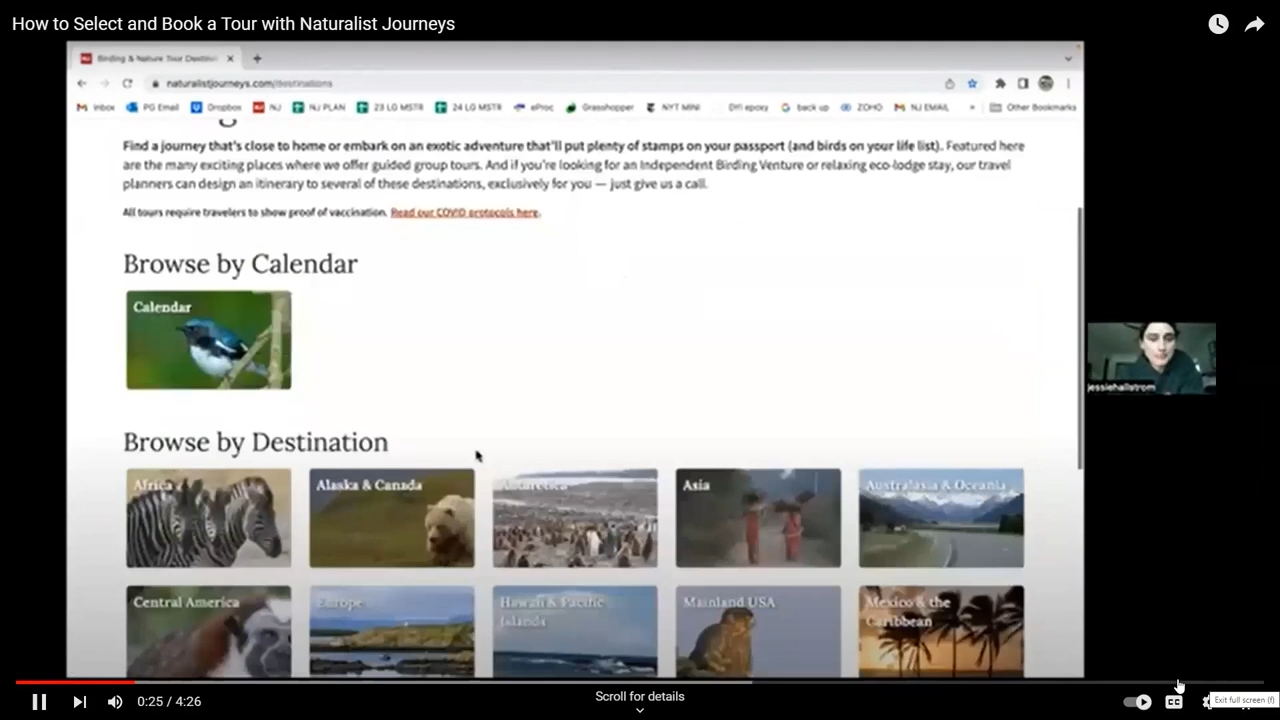 How to Select and Book a Tour with Naturalist Journeys
Birding & Nature Tour Destin
naturalistjourneys.com/destinations
Inbox PG Email Dropbox NJ NJ PLAN 23 LG MSTR 24 LG MSTR eProc Grasshopper NYT MINI DYI epoxy back up ZOHO NJ EMAIL » Other Bookmarks
Find a journey that's close to home or embark on an exotic adventure that'll put plenty of stamps on your passport (and birds on your life list). Featured here
are the many exciting places where we offer guided group tours. And if you're looking for an Independent Birding Venture or relaxing eco-lodge stay, our travel
planners can design an itinerary to several of these destinations, exclusively for you — just give us a call.
All tours require travelers to show proof of vaccination. Read our COVID protocols here.
Browse by Calendar
Calendar
jessiehallstrom
Browse by Destination
Africa
Alaska & Canada
Antarctica
Asia
Australasia & Oceania
Central America
Europe
Hawaii & Pacific
Islands
Mainland USA
Mexico & the
Caribbean
0:25 / 4:26
Scroll for details
CC
Exit full screen (f)